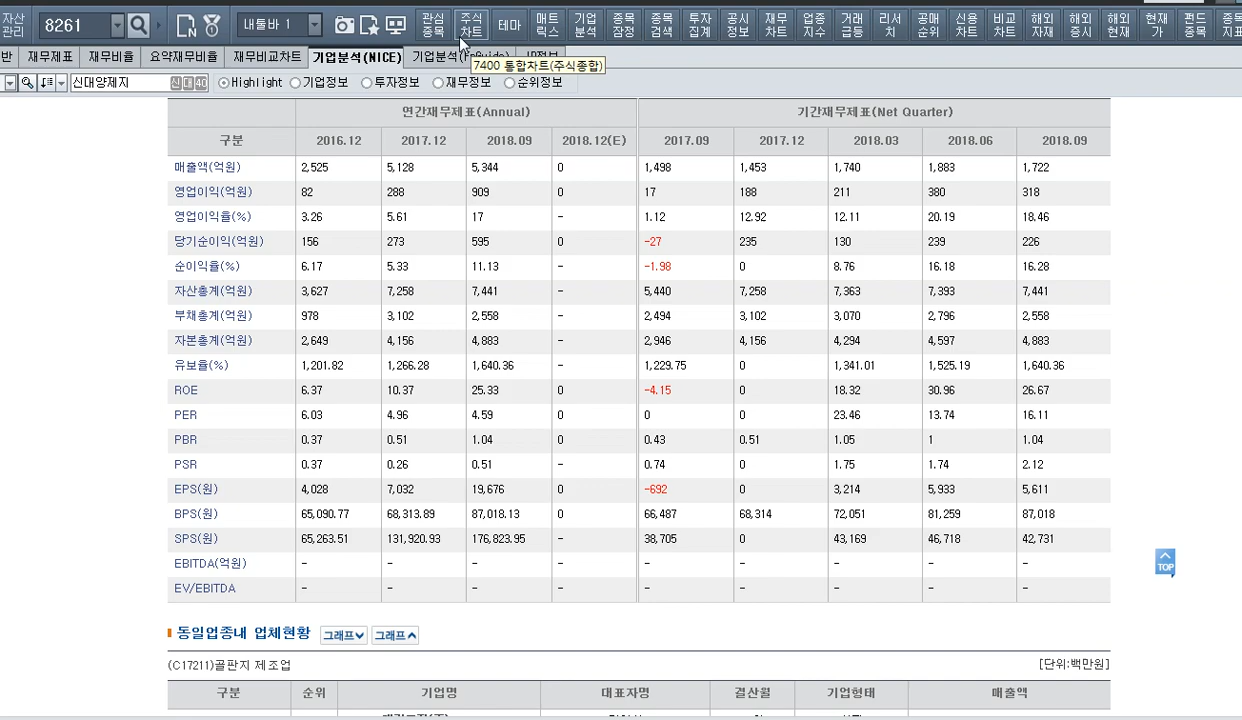 자산 관리 8261 내툴바 1 관심 종목 주식 차트 테마 매트 릭스 기업 분석 종목 잠정 종목 검색 투자 집계 공시 정보 재무 차트 업종 지수 거래 급등 리서 치 공매 순위 신용 차트 비교 차트 해외 자재 해외 증시 해외 현재 현재 가 펀드 종목 종목 지표
반 재무제표 재무비율 요약재무비율 재무비교차트 기업분석(NICE)
7400 통합차트(주식종합)
신대양제지 신 대 40 Highlight 기업정보 투자정보 재무정보 순위정보
연간재무제표(Annual) 기간재무제표(Net Quarter)
구분 2016.12 2017.12 2018.09 2018.12(E) 2017.09 2017.12 2018.03 2018.06 2018.09
매출액(억원) 2,525 5,128 5,344 0 1,498 1,453 1,740 1,883 1,722
영업이익(억원) 82 288 909 0 17 188 211 380 318
영업이익률(%) 3.26 5.61 17 - 1.12 12.92 12.11 20.19 18.46
당기순이익(억원) 156 273 595 0 -27 235 130 239 226
순이익률(%) 6.17 5.33 11.13 - -1.98 0 8.76 16.18 16.28
자산총계(억원) 3,627 7,258 7,441 - 5,440 7,258 7,363 7,393 7,441
부채총계(억원) 978 3,102 2,558 - 2,494 3,102 3,070 2,796 2,558
자본총계(억원) 2,649 4,156 4,883 - 2,946 4,156 4,294 4,597 4,883
유보율(%) 1,201.82 1,266.28 1,640.36 - 1,229.75 0 1,341.01 1,525.19 1,640.36
ROE 6.37 10.37 25.33 0 -4.15 0 18.32 30.96 26.67
PER 6.03 4.96 4.59 0 0 0 23.46 13.74 16.11
PBR 0.37 0.51 1.04 0 0.43 0.51 1.05 1 1.04
PSR 0.37 0.26 0.51 - 0.74 0 1.75 1.74 2.12
EPS(원) 4,028 7,032 19,676 0 -692 0 3,214 5,933 5,611
BPS(원) 65,090.77 68,313.89 87,018.13 0 66,487 68,314 72,051 81,259 87,018
SPS(원) 65,263.51 131,920.93 176,823.95 - 38,705 0 43,169 46,718 42,731
EBITDA(억원) - - - - - - - - -
EV/EBITDA - - - - - - - - -
TOP
동일업종내 업체현황 그래프 그래프
(C17211)골판지 제조업 [단위:백만원]
구분 순위 기업명 대표자명 결산월 기업형태 매출액